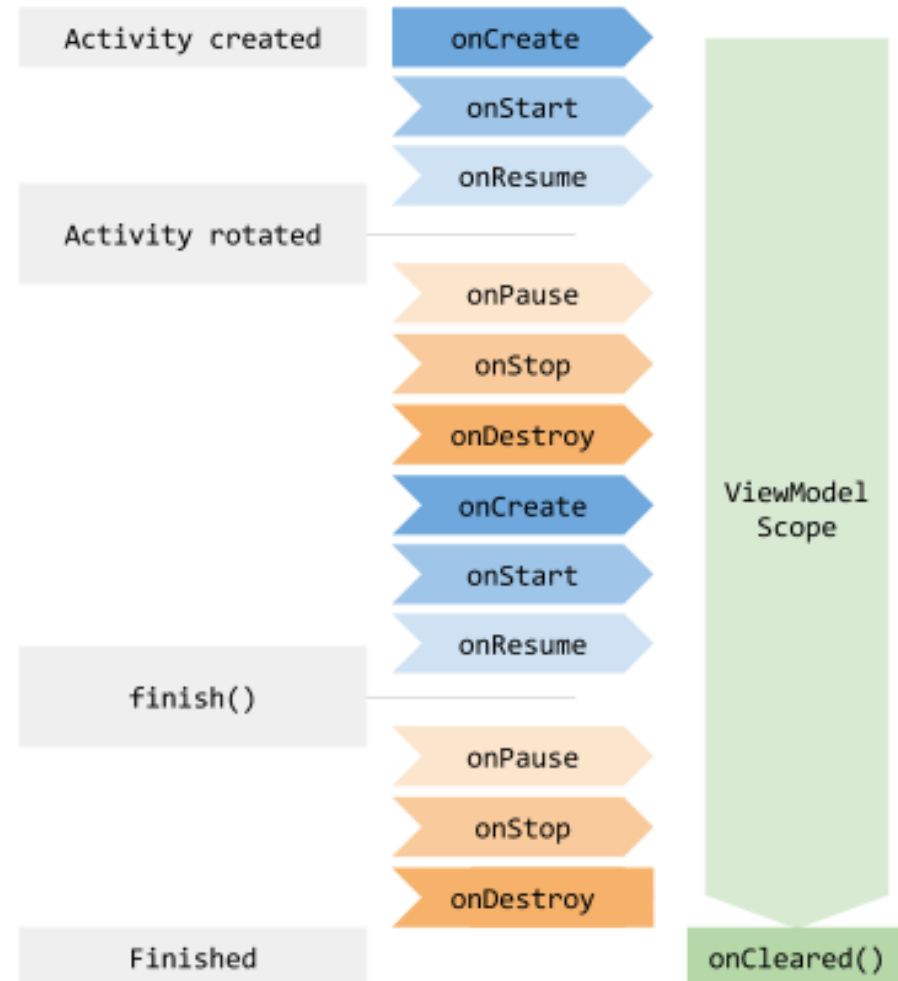 Activity created
onCreate
onStart
onResume
Activity rotated
onPause
onStop
onDestroy
onCreate
onStart
onResume
finish()
onPause
onStop
onDestroy
Finished
ViewModel
Scope
onCleared()